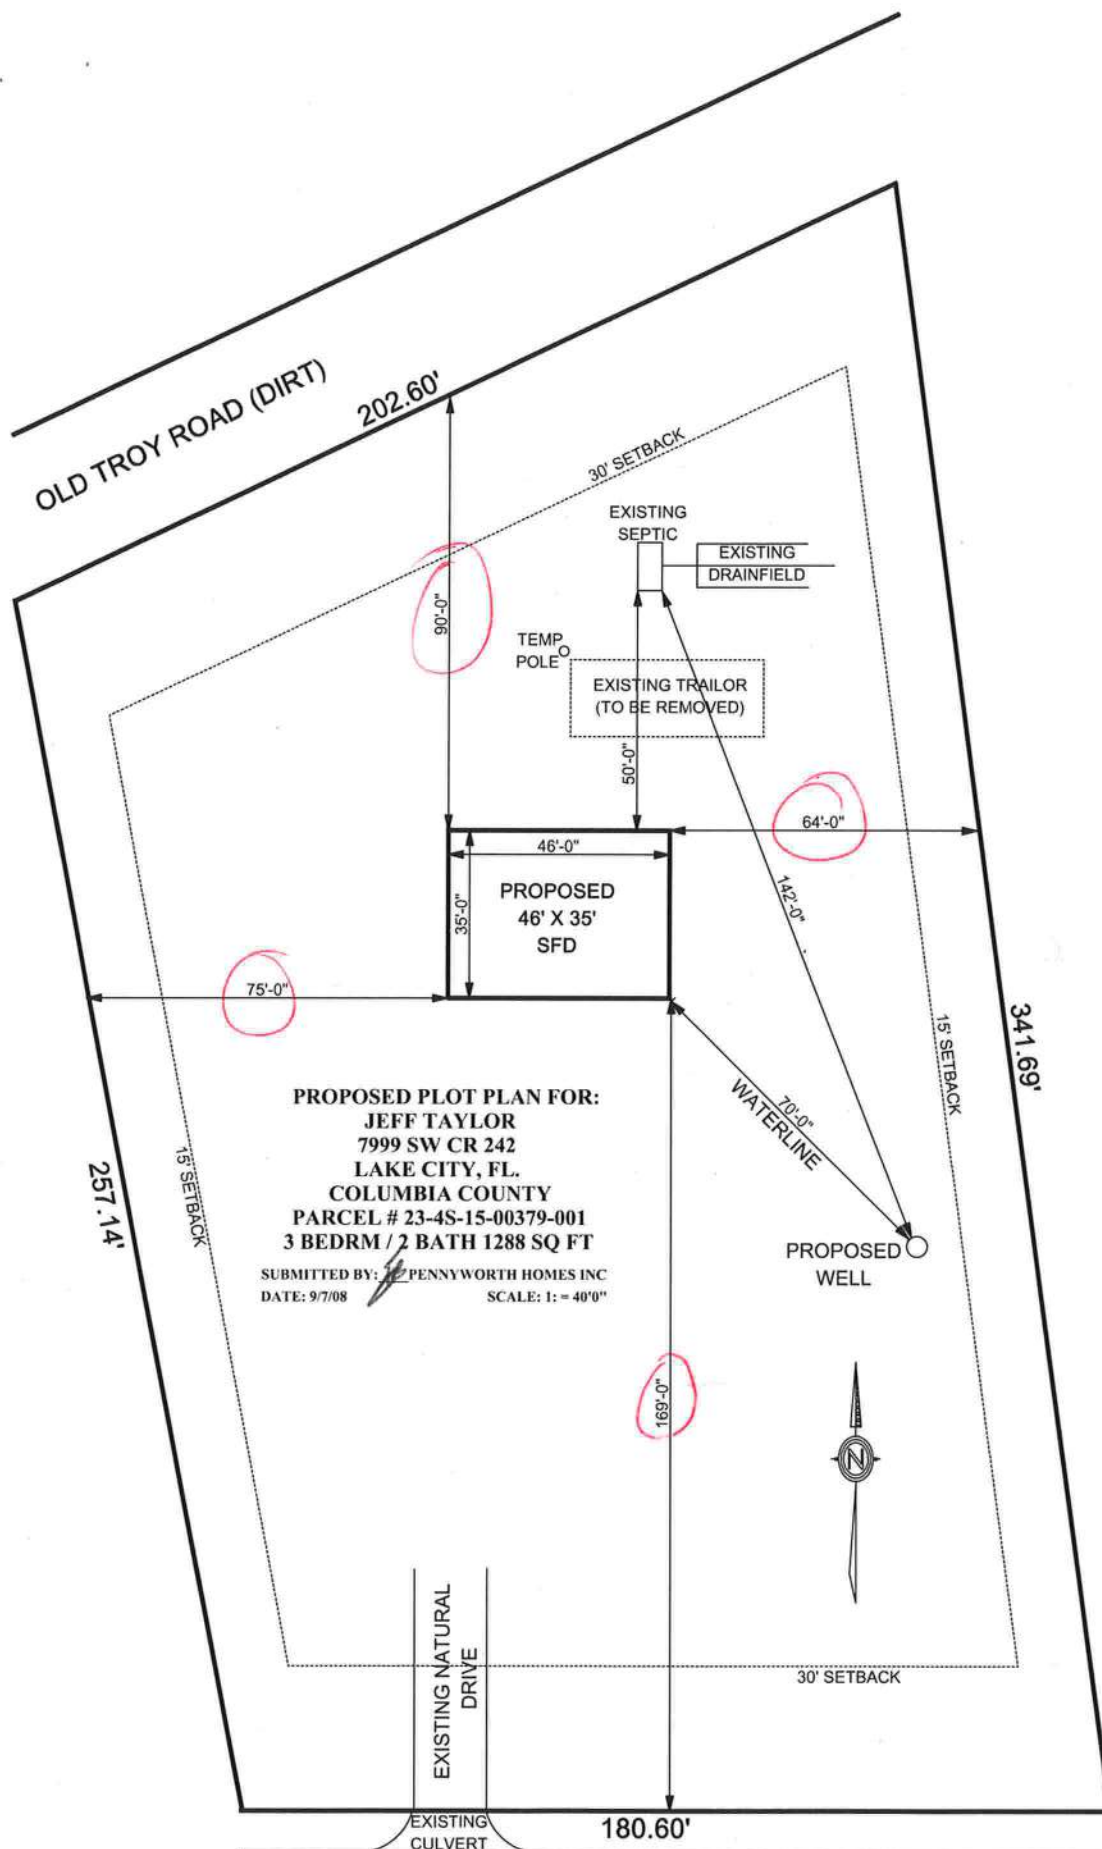 OLD TROY ROAD (DIRT)
202.60'
30' SETBACK
EXISTING
SEPTIC
EXISTING
DRAINFIELD
90'-0"
TEMP
POLE
EXISTING TRAILOR
(TO BE REMOVED)
50'-0"
64'-0"
46'-0"
35'-0"
PROPOSED
46' X 35'
SFD
142'-0"
75'-0"
341.69'
15' SETBACK
70'-0"
WATERLINE
PROPOSED PLOT PLAN FOR:
JEFF TAYLOR
7999 SW CR 242
LAKE CITY, FL.
COLUMBIA COUNTY
PARCEL # 23-4S-15-00379-001
3 BEDRM / 2 BATH 1288 SQ FT
SUBMITTED BY: PENNYWORTH HOMES INC
DATE: 9/7/08 SCALE: 1: = 40'0"
257.14'
15' SETBACK
PROPOSED
WELL
169'-0"
N
EXISTING NATURAL
DRIVE
30' SETBACK
EXISTING
CULVERT
180.60'